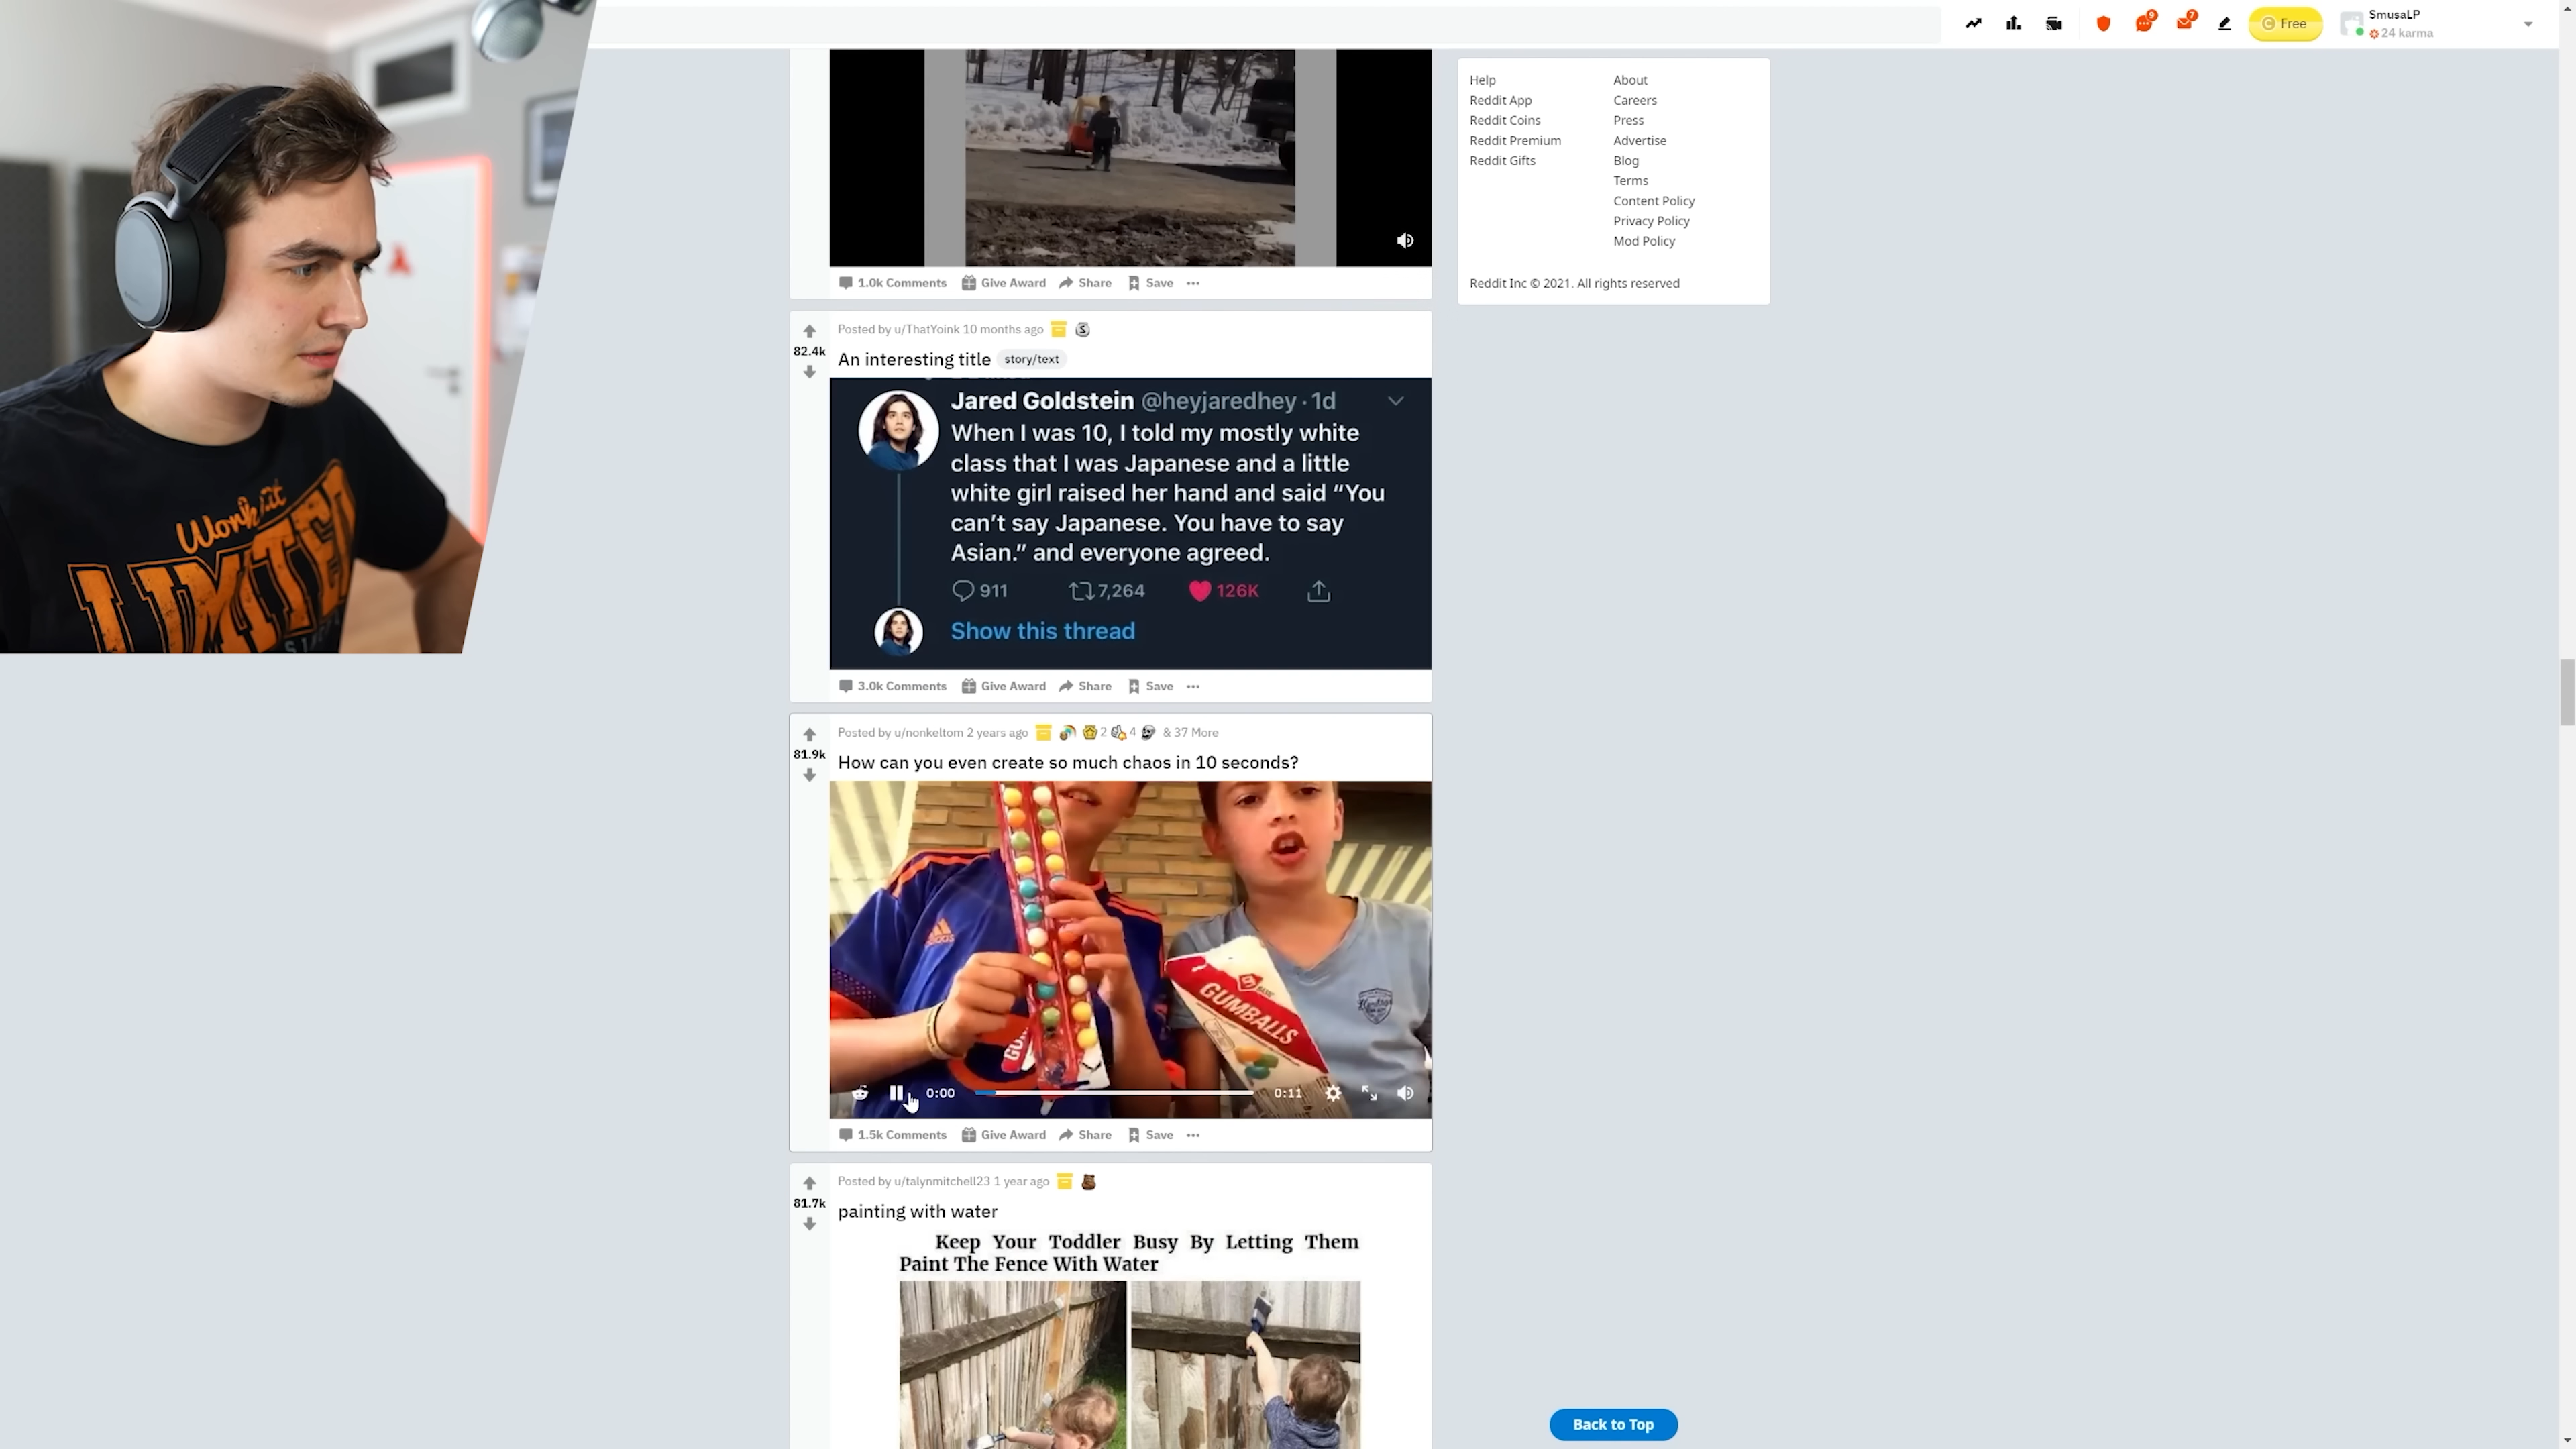 Free
SmusaLP
24 karma
9
7
Help
About
Reddit App
Careers
Reddit Coins
Press
Reddit Premium
Advertise
Reddit Gifts
Blog
Terms
Content Policy
Privacy Policy
Mod Policy
Reddit Inc © 2021. All rights reserved
1.0k Comments Give Award Share Save
Posted by u/ThatYoink 10 months ago
82.4k
An interesting title story/text
Jared Goldstein @heyjaredhey · 1d
When I was 10, I told my mostly white
class that I was Japanese and a little
white girl raised her hand and said “You
can’t say Japanese. You have to say
Asian.” and everyone agreed.
911 7,264 126K
Show this thread
3.0k Comments Give Award Share Save
Posted by u/nonkeltom 2 years ago 2 4 & 37 More
81.9k
How can you even create so much chaos in 10 seconds?
adidas
GUMBALLS
0:00 0:11
1.5k Comments Give Award Share Save
Posted by u/talynmitchell23 1 year ago
81.7k
painting with water
Keep Your Toddler Busy By Letting Them
Paint The Fence With Water
Back to Top
Work it